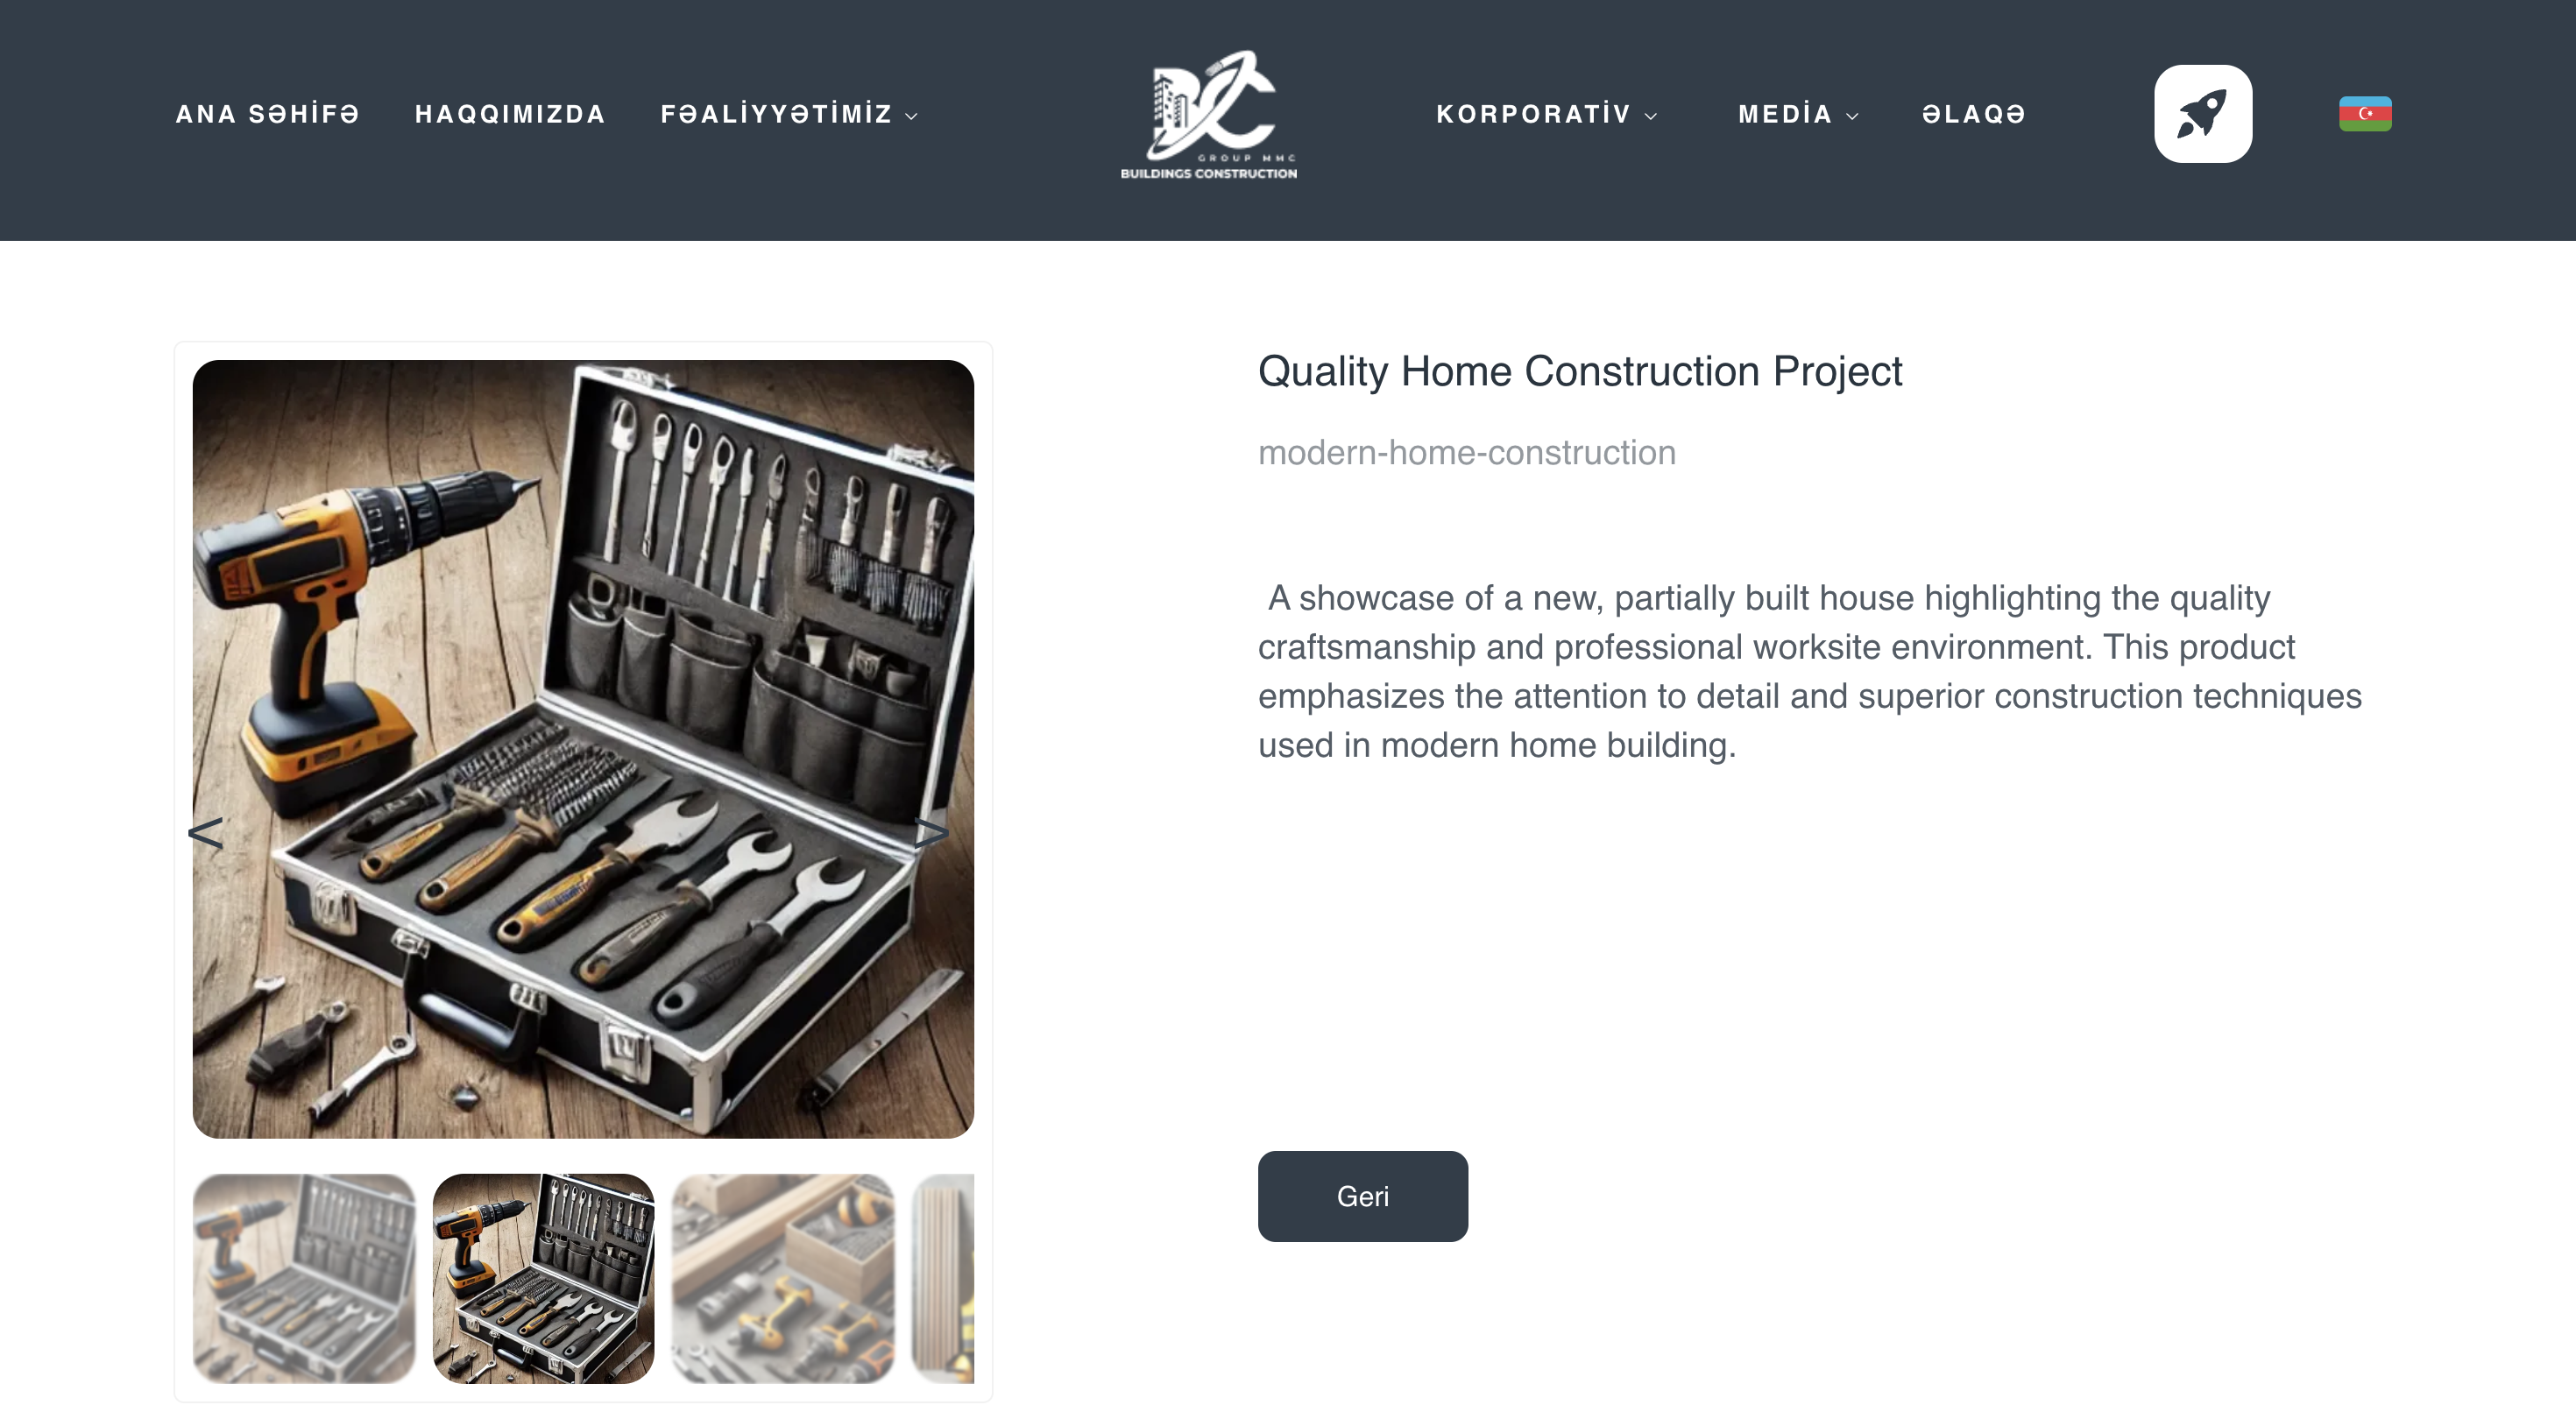 ANA SƏHİFƏ
HAQQIMIZDA
FƏALİYYƏTİMİZ
BC
GROUP MMC
BUILDINGS CONSTRUCTION
KORPORATİV
MEDİA
ƏLAQƏ
Quality Home Construction Project
modern-home-construction
A showcase of a new, partially built house highlighting the quality
craftsmanship and professional worksite environment. This product
emphasizes the attention to detail and superior construction techniques
used in modern home building.
<
>
Geri